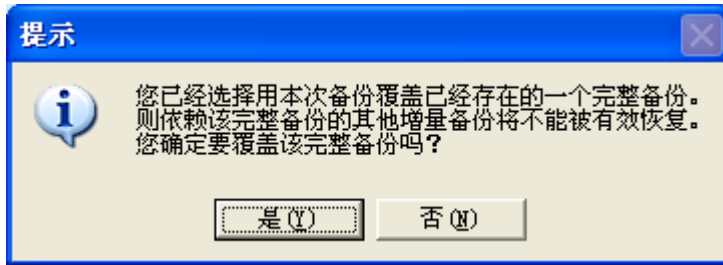 提示
您已经选择用本次备份覆盖已经存在的一个完整备份。
则依赖该完整备份的其他增量备份将不能被有效恢复。
您确定要覆盖该完整备份吗？
是(Y) 否(N)